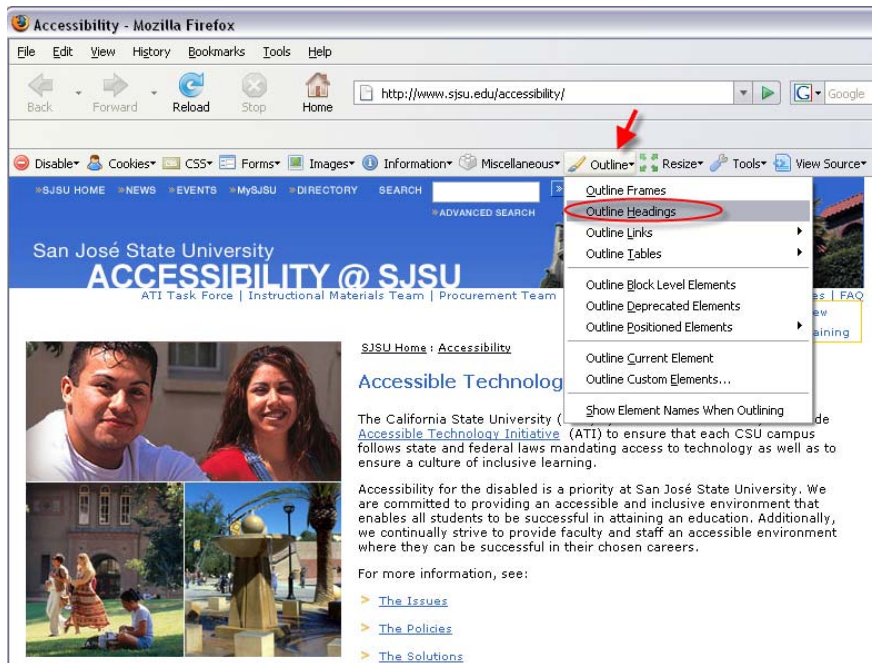 Accessibility - Mozilla Firefox
File Edit View History Bookmarks Tools Help
Back Forward Reload Stop Home http://www.sjsu.edu/accessibility/ G Google
Disable Cookies CSS Forms Images Information Miscellaneous Outline Resize Tools View Source
Outline Frames
Outline Headings
Outline Links
Outline Tables
Outline Block Level Elements
Outline Deprecated Elements
Outline Positioned Elements
Outline Current Element
Outline Custom Elements...
Show Element Names When Outlining
»SJSU HOME »NEWS »EVENTS »MySJSU »DIRECTORY SEARCH »
»ADVANCED SEARCH
San José State University
ACCESSIBILITY @ SJSU
ATI Task Force | Instructional Materials Team | Procurement Team | FAQ
SJSU Home : Accessibility
Accessible Technolog
The California State University (
Accessible Technology Initiative (ATI) to ensure that each CSU campus
follows state and federal laws mandating access to technology as well as to
ensure a culture of inclusive learning.
Accessibility for the disabled is a priority at San José State University. We
are committed to providing an accessible and inclusive environment that
enables all students to be successful in attaining an education. Additionally,
we continually strive to provide faculty and staff an accessible environment
where they can be successful in their chosen careers.
For more information, see:
> The Issues
> The Policies
> The Solutions